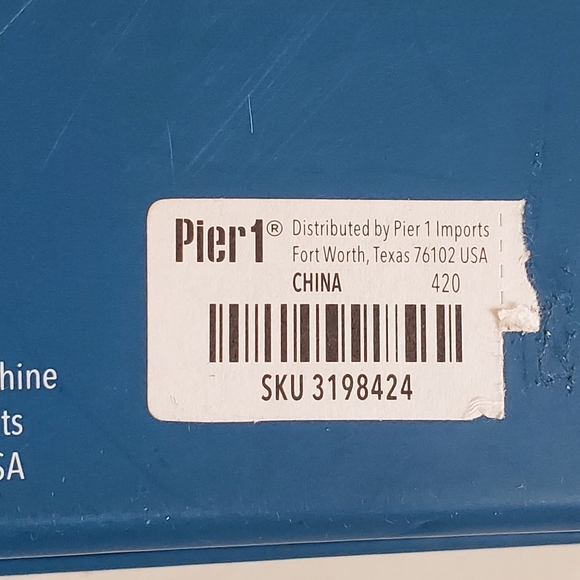 Pier1® Distributed by Pier 1 Imports
Fort Worth, Texas 76102 USA
CHINA 420
SKU 3198424
hine
ts
SA